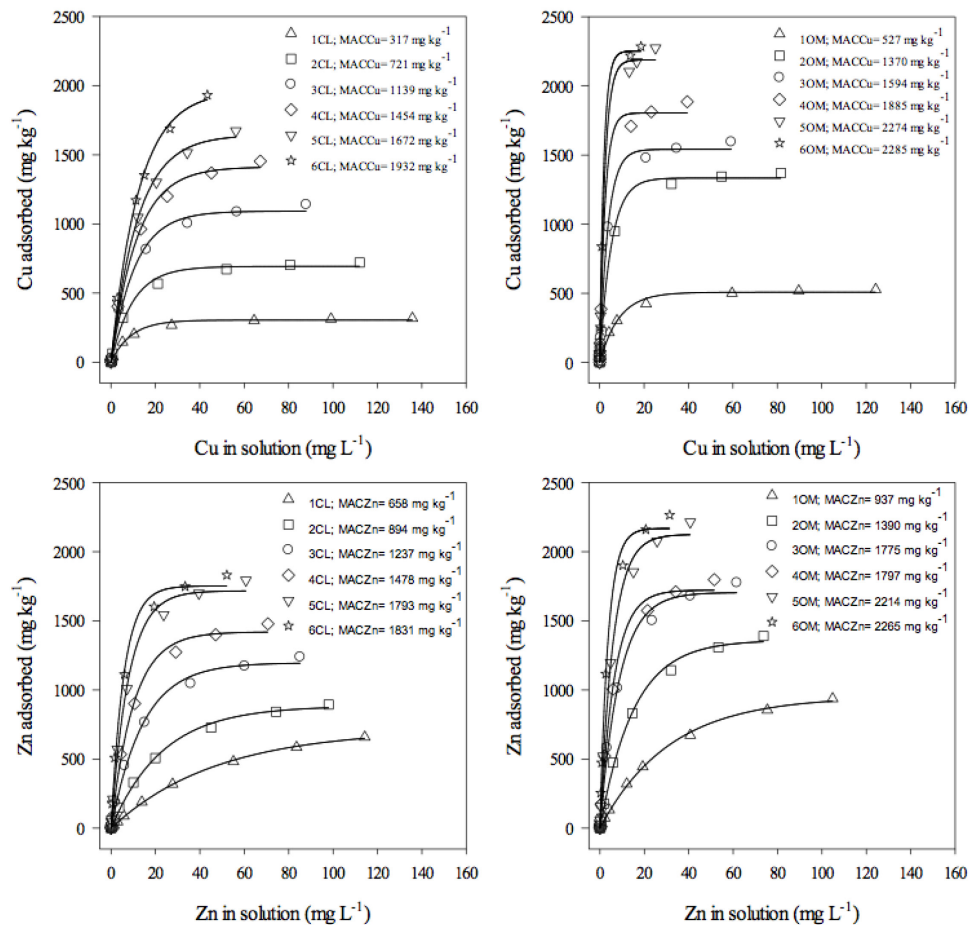 2500
2000
1500
1000
500
0
Cu adsorbed (mg kg⁻¹)
1CL; MACCu= 317 mg kg⁻¹
2CL; MACCu= 721 mg kg⁻¹
3CL; MACCu= 1139 mg kg⁻¹
4CL; MACCu= 1454 mg kg⁻¹
5CL; MACCu= 1672 mg kg⁻¹
6CL; MACCu= 1932 mg kg⁻¹
0 20 40 60 80 100 120 140 160
Cu in solution (mg L⁻¹)
2500
2000
1500
1000
500
0
Cu adsorbed (mg kg⁻¹)
1OM; MACCu= 527 mg kg⁻¹
2OM; MACCu= 1370 mg kg⁻¹
3OM; MACCu= 1594 mg kg⁻¹
4OM; MACCu= 1885 mg kg⁻¹
5OM; MACCu= 2274 mg kg⁻¹
6OM; MACCu= 2285 mg kg⁻¹
0 20 40 60 80 100 120 140 160
Cu in solution (mg L⁻¹)
2500
2000
1500
1000
500
0
Zn adsorbed (mg kg⁻¹)
1CL; MACZn= 658 mg kg⁻¹
2CL; MACZn= 894 mg kg⁻¹
3CL; MACZn= 1237 mg kg⁻¹
4CL; MACZn= 1478 mg kg⁻¹
5CL; MACZn= 1793 mg kg⁻¹
6CL; MACZn= 1831 mg kg⁻¹
0 20 40 60 80 100 120 140 160
Zn in solution (mg L⁻¹)
2500
2000
1500
1000
500
0
Zn adsorbed (mg kg⁻¹)
1OM; MACZn= 937 mg kg⁻¹
2OM; MACZn= 1390 mg kg⁻¹
3OM; MACZn= 1775 mg kg⁻¹
4OM; MACZn= 1797 mg kg⁻¹
5OM; MACZn= 2214 mg kg⁻¹
6OM; MACZn= 2265 mg kg⁻¹
0 20 40 60 80 100 120 140 160
Zn in solution (mg L⁻¹)